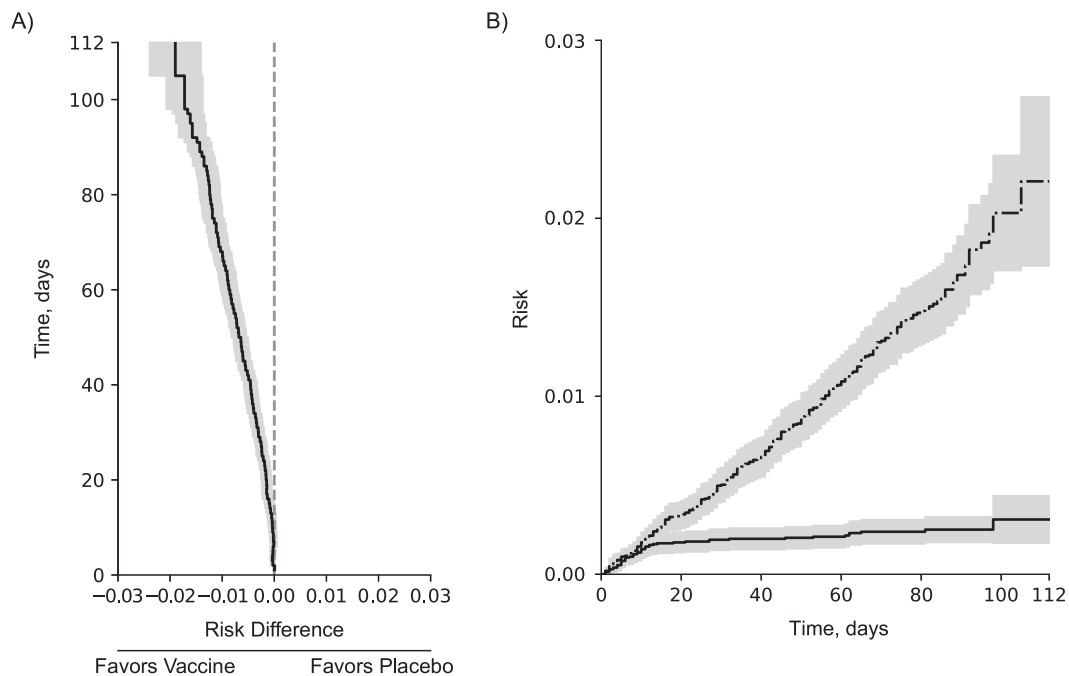 A)
112
100
80
60
40
20
0
Time, days
−0.03 −0.02 −0.01 0.00 0.01 0.02 0.03
Risk Difference
Favors Vaccine Favors Placebo
B)
0.03
0.02
0.01
0.00
Risk
0 20 40 60 80 100 112
Time, days